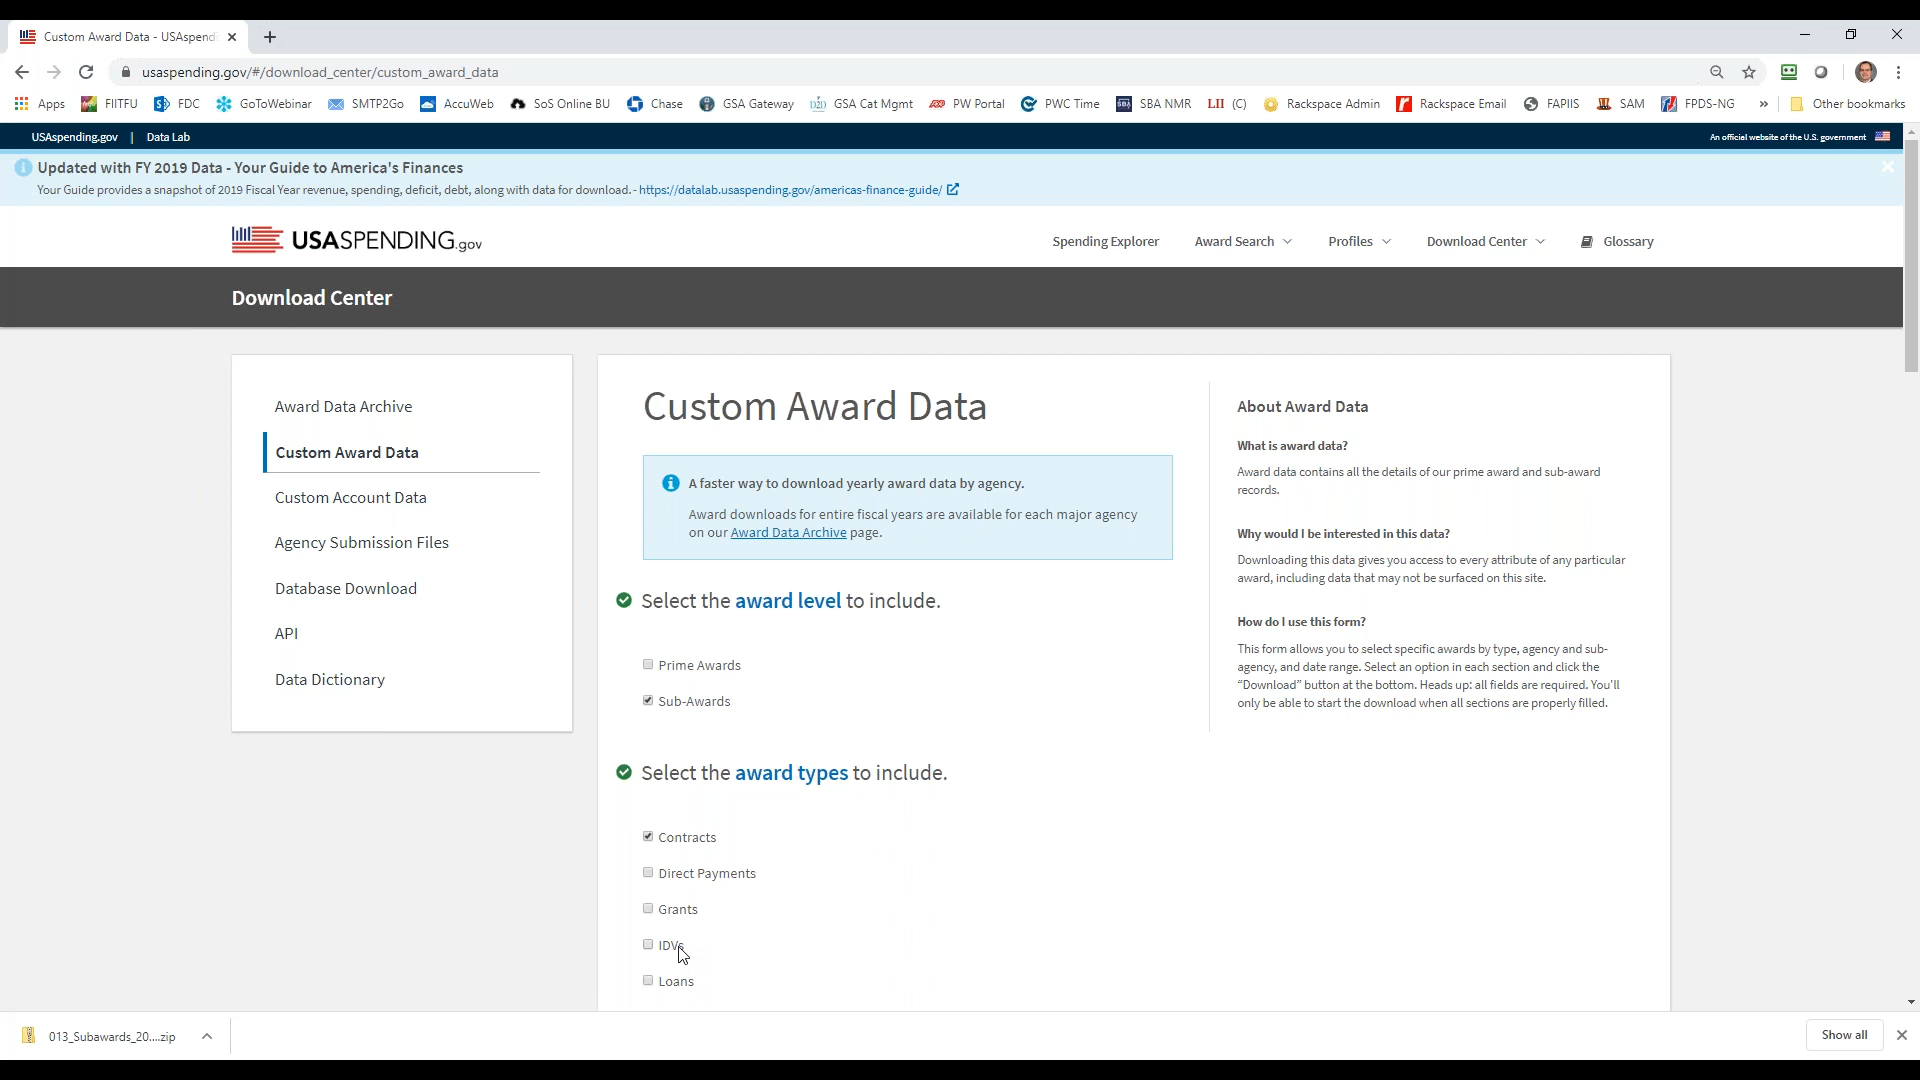 Custom Award Data - USAspend
usaspending.gov/#/download_center/custom_award_data
Apps FIITFU FDC GoToWebinar SMTP2Go AccuWeb SoS Online BU Chase GSA Gateway GSA Cat Mgmt PW Portal PWC Time SBA NMR LII (C) Rackspace Admin Rackspace Email FAPIIS SAM FPDS-NG » Other bookmarks
USAspending.gov | Data Lab An official website of the U.S. government
Updated with FY 2019 Data - Your Guide to America's Finances
Your Guide provides a snapshot of 2019 Fiscal Year revenue, spending, deficit, debt, along with data for download. - https://datalab.usaspending.gov/americas-finance-guide/
USASPENDING.gov
Spending Explorer Award Search Profiles Download Center Glossary
Download Center
Award Data Archive
Custom Award Data
Custom Account Data
Agency Submission Files
Database Download
API
Data Dictionary
Custom Award Data
A faster way to download yearly award data by agency.
Award downloads for entire fiscal years are available for each major agency
on our Award Data Archive page.
Select the award level to include.
Prime Awards
Sub-Awards
Select the award types to include.
Contracts
Direct Payments
Grants
IDVs
Loans
About Award Data
What is award data?
Award data contains all the details of our prime award and sub-award
records.
Why would I be interested in this data?
Downloading this data gives you access to every attribute of any particular
award, including data that may not be surfaced on this site.
How do I use this form?
This form allows you to select specific awards by type, agency and sub-
agency, and date range. Select an option in each section and click the
“Download” button at the bottom. Heads up: all fields are required. You'll
only be able to start the download when all sections are properly filled.
013_Subawards_20....zip
Show all